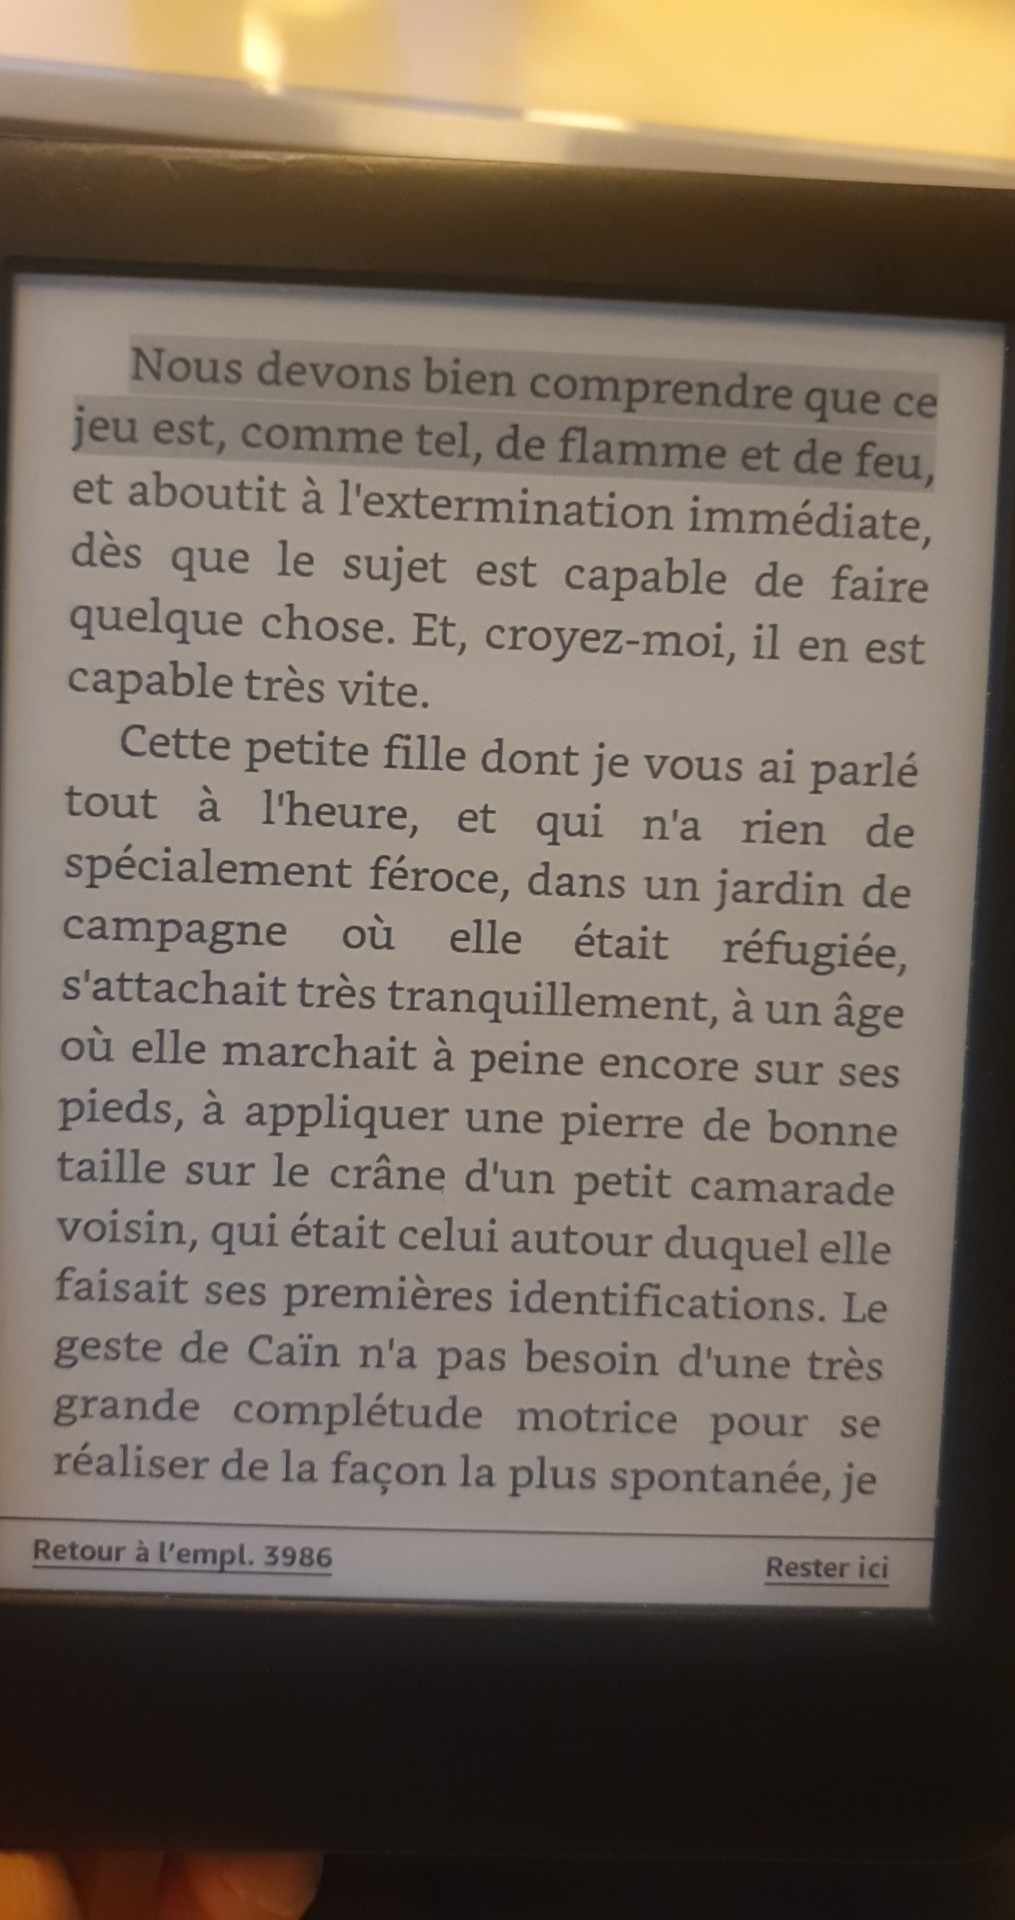 Nous devons bien comprendre que ce
jeu est, comme tel, de flamme et de feu,
et aboutit à l'extermination immédiate,
dès que le sujet est capable de faire
quelque chose. Et, croyez-moi, il en est
capable très vite.
Cette petite fille dont je vous ai parlé
tout à l'heure, et qui n'a rien de
spécialement féroce, dans un jardin de
campagne où elle était réfugiée,
s'attachait très tranquillement, à un âge
où elle marchait à peine encore sur ses
pieds, à appliquer une pierre de bonne
taille sur le crâne d'un petit camarade
voisin, qui était celui autour duquel elle
faisait ses premières identifications. Le
geste de Caïn n'a pas besoin d'une très
grande complétude motrice pour se
réaliser de la façon la plus spontanée, je
Retour à l’empl. 3986
Rester ici